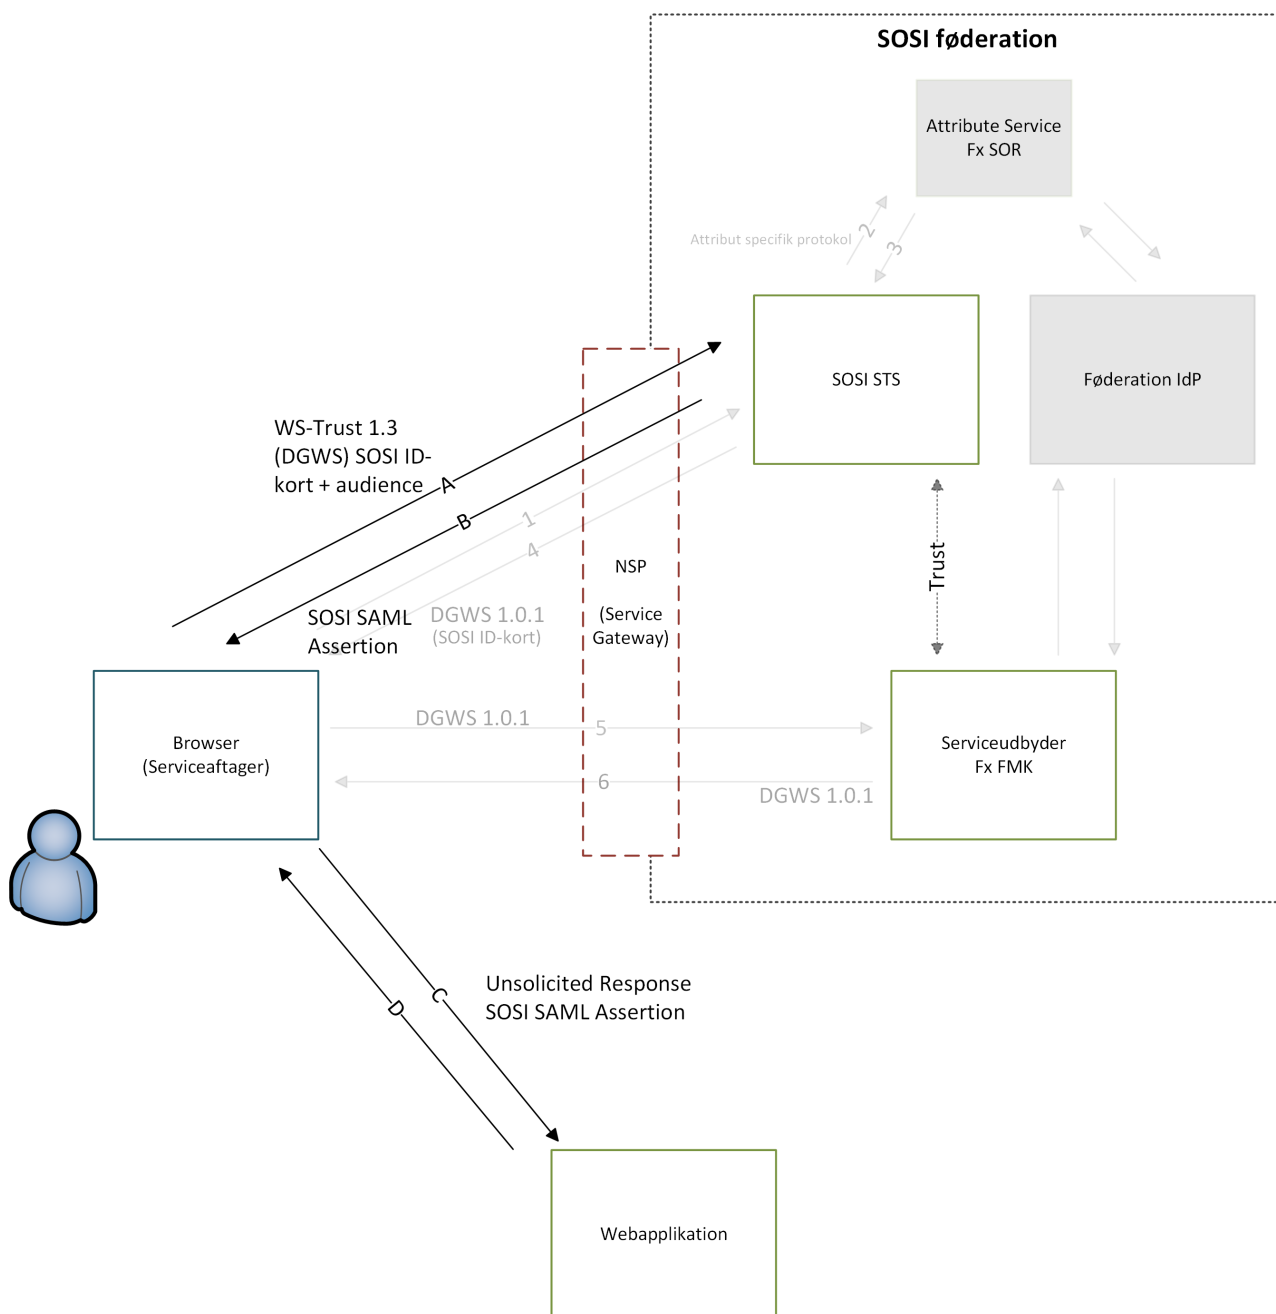 SOSI føderation
Attribute Service
Fx SOR
Attribut specifik protokol
2
3
SOSI STS
Føderation IdP
WS-Trust 1.3
(DGWS) SOSI ID-
kort + audience
A
B
1
4
NSP
(Service
Gateway)
Trust
SOSI SAML
Assertion
DGWS 1.0.1
(SOSI ID-kort)
Browser
(Serviceaftager)
DGWS 1.0.1
5
6
DGWS 1.0.1
Serviceudbyder
Fx FMK
C
D
Unsolicited Response
SOSI SAML Assertion
Webapplikation